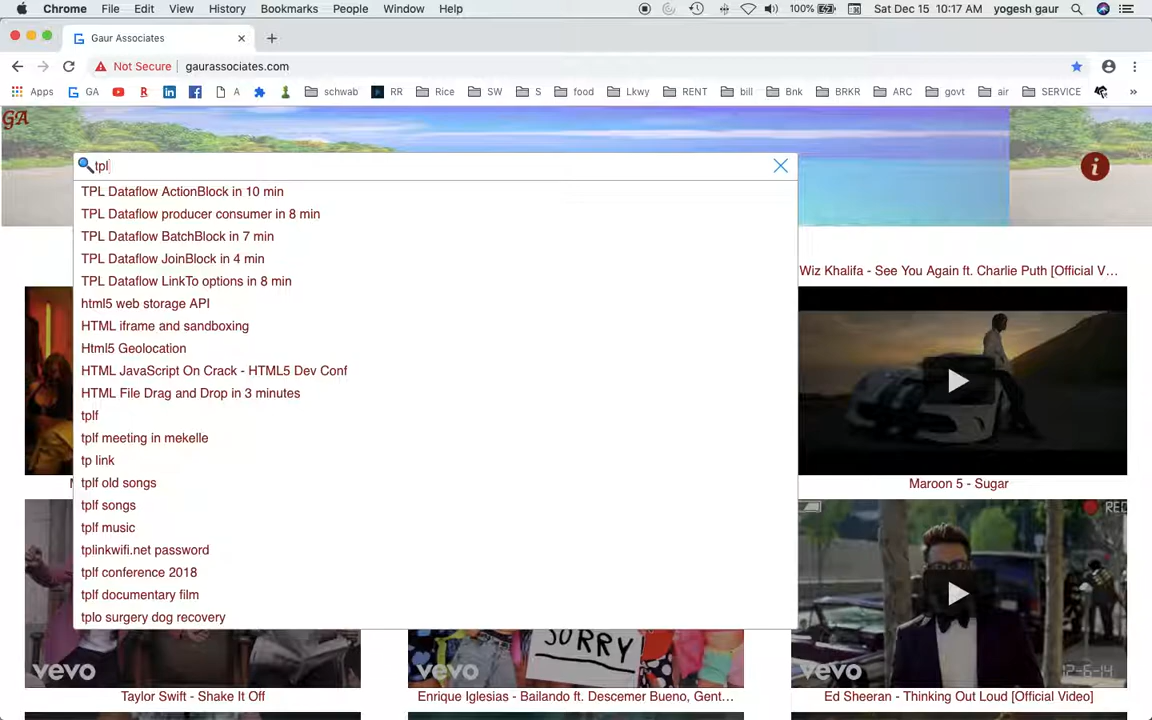 Chrome File Edit View History Bookmarks People Window Help 100% Sat Dec 15 10:17 AM yogesh gaur
Gaur Associates
Not Secure gaurassociates.com
Apps GA RR A schwab RR Rice SW S food Lkwy RENT bill Bnk BRKR ARC govt air SERVICE »
GA
tpl
i
TPL Dataflow ActionBlock in 10 min
TPL Dataflow producer consumer in 8 min
TPL Dataflow BatchBlock in 7 min
TPL Dataflow JoinBlock in 4 min
TPL Dataflow LinkTo options in 8 min
html5 web storage API
HTML iframe and sandboxing
Html5 Geolocation
HTML JavaScript On Crack - HTML5 Dev Conf
HTML File Drag and Drop in 3 minutes
tplf
tplf meeting in mekelle
tp link
tplf old songs
tplf songs
tplf music
tplinkwifi.net password
tplf conference 2018
tplf documentary film
tplo surgery dog recovery
Wiz Khalifa - See You Again ft. Charlie Puth [Official V…
Maroon 5 - Sugar
REC
SORRY
vevo
vevo
vevo
12-6-14
Taylor Swift - Shake It Off
Enrique Iglesias - Bailando ft. Descemer Bueno, Gent…
Ed Sheeran - Thinking Out Loud [Official Video]